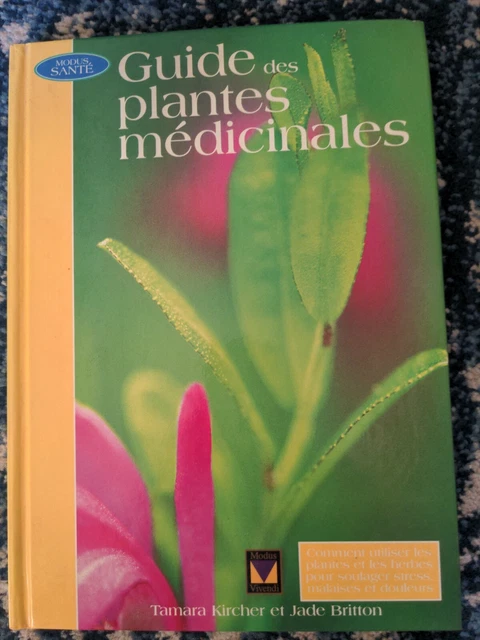 MODUS
SANTÉ
Guide des
plantes
médicinales
Comment utiliser les
plantes et les herbes
pour soulager stress,
malaises et douleurs
Modus
Vivendi
Tamara Kircher et Jade Britton